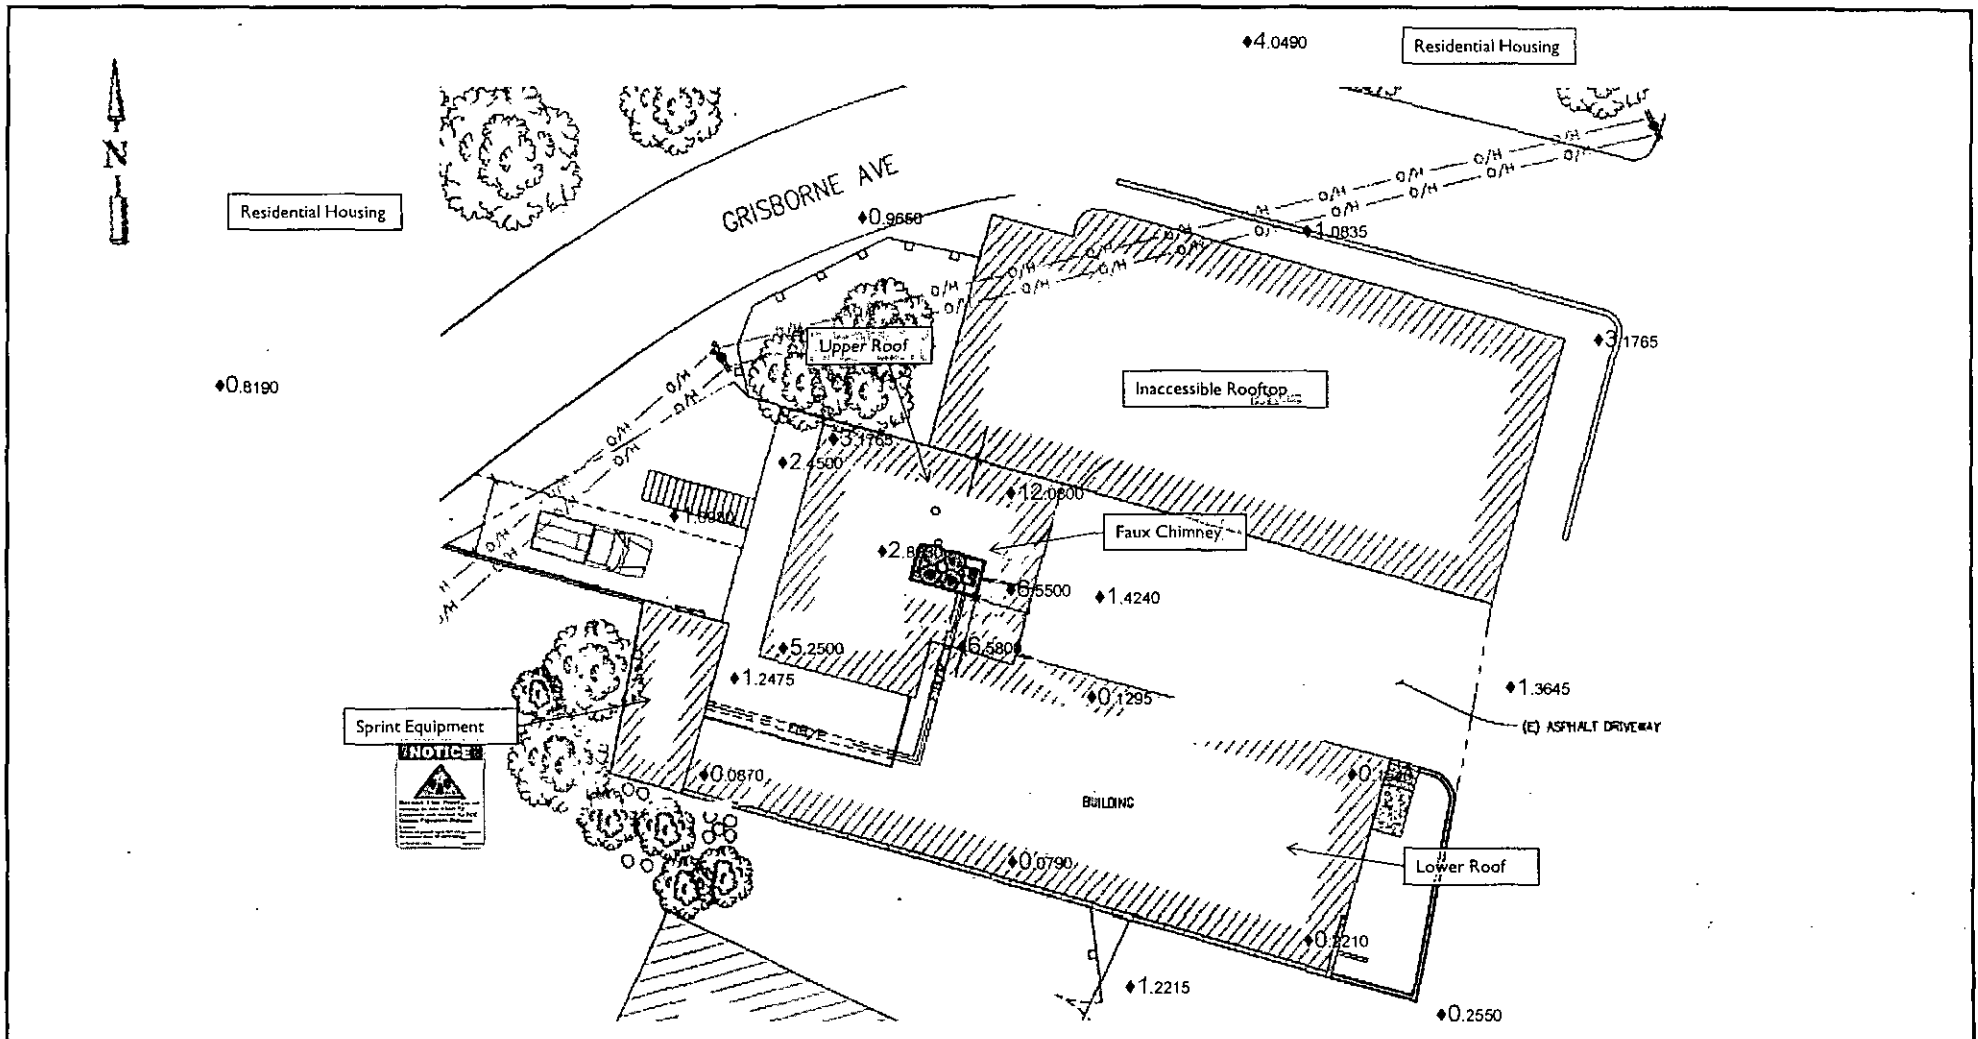 4.0490
Residential Housing
N
Residential Housing
GRISBORNE AVE
0.9650
1.0835
O/H O/H O/H O/H O/H O/H
O/H O/H O/H O/H O/H O/H
Upper Roof
3.1765
0.8190
Inaccessible Rooftop
3.1765
2.4500
12.0800
Faux Chimney
6.5500
1.4240
5.2500
6.5800
1.2475
0.1295
1.3645
Sprint Equipment
(E) ASPHALT DRIVEWAY
NOTICE
0.0870
BUILDING
0.0790
Lower Roof
0.2210
1.2215
0.2550